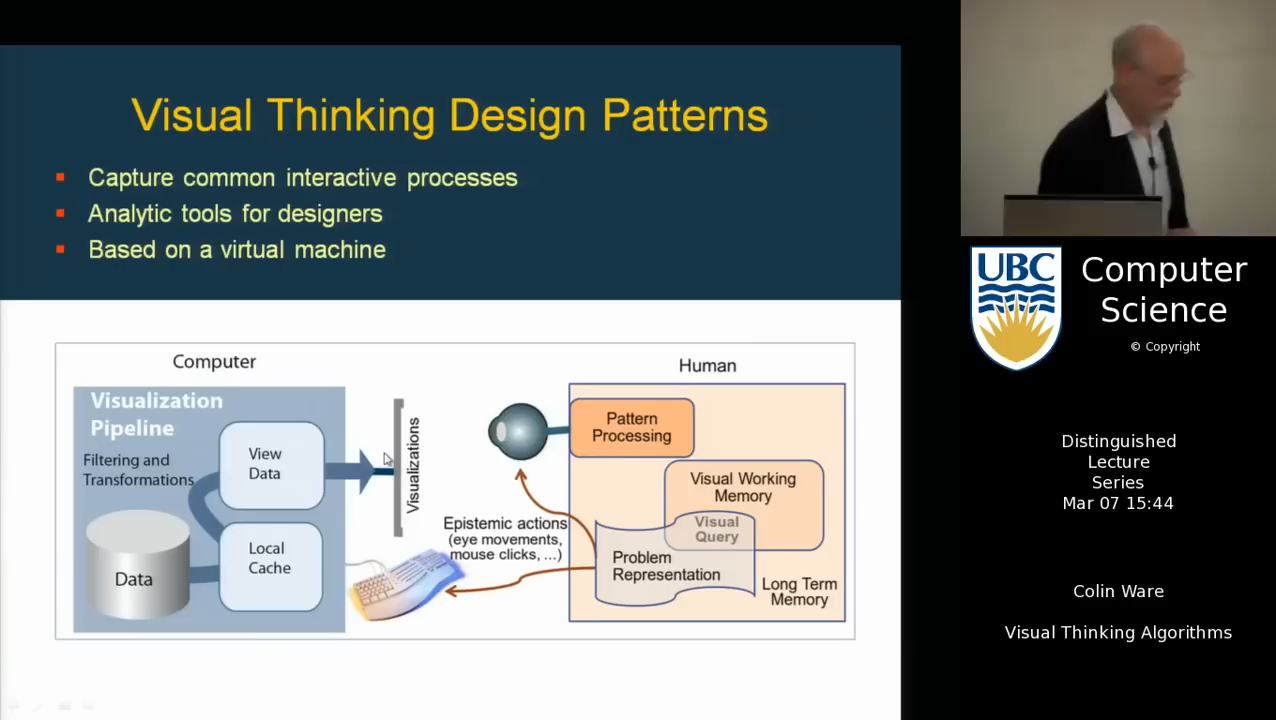 Visual Thinking Design Patterns
Capture common interactive processes
Analytic tools for designers
Based on a virtual machine
Computer
Visualization
Pipeline
Filtering and
Transformations
View
Data
Local
Cache
Data
Visualizations
Human
Pattern
Processing
Visual Working
Memory
Visual
Query
Epistemic actions
(eye movements,
mouse clicks, ...)
Problem
Representation
Long Term
Memory
UBC
Computer
Science
© Copyright
Distinguished
Lecture
Series
Mar 07 15:44
Colin Ware
Visual Thinking Algorithms